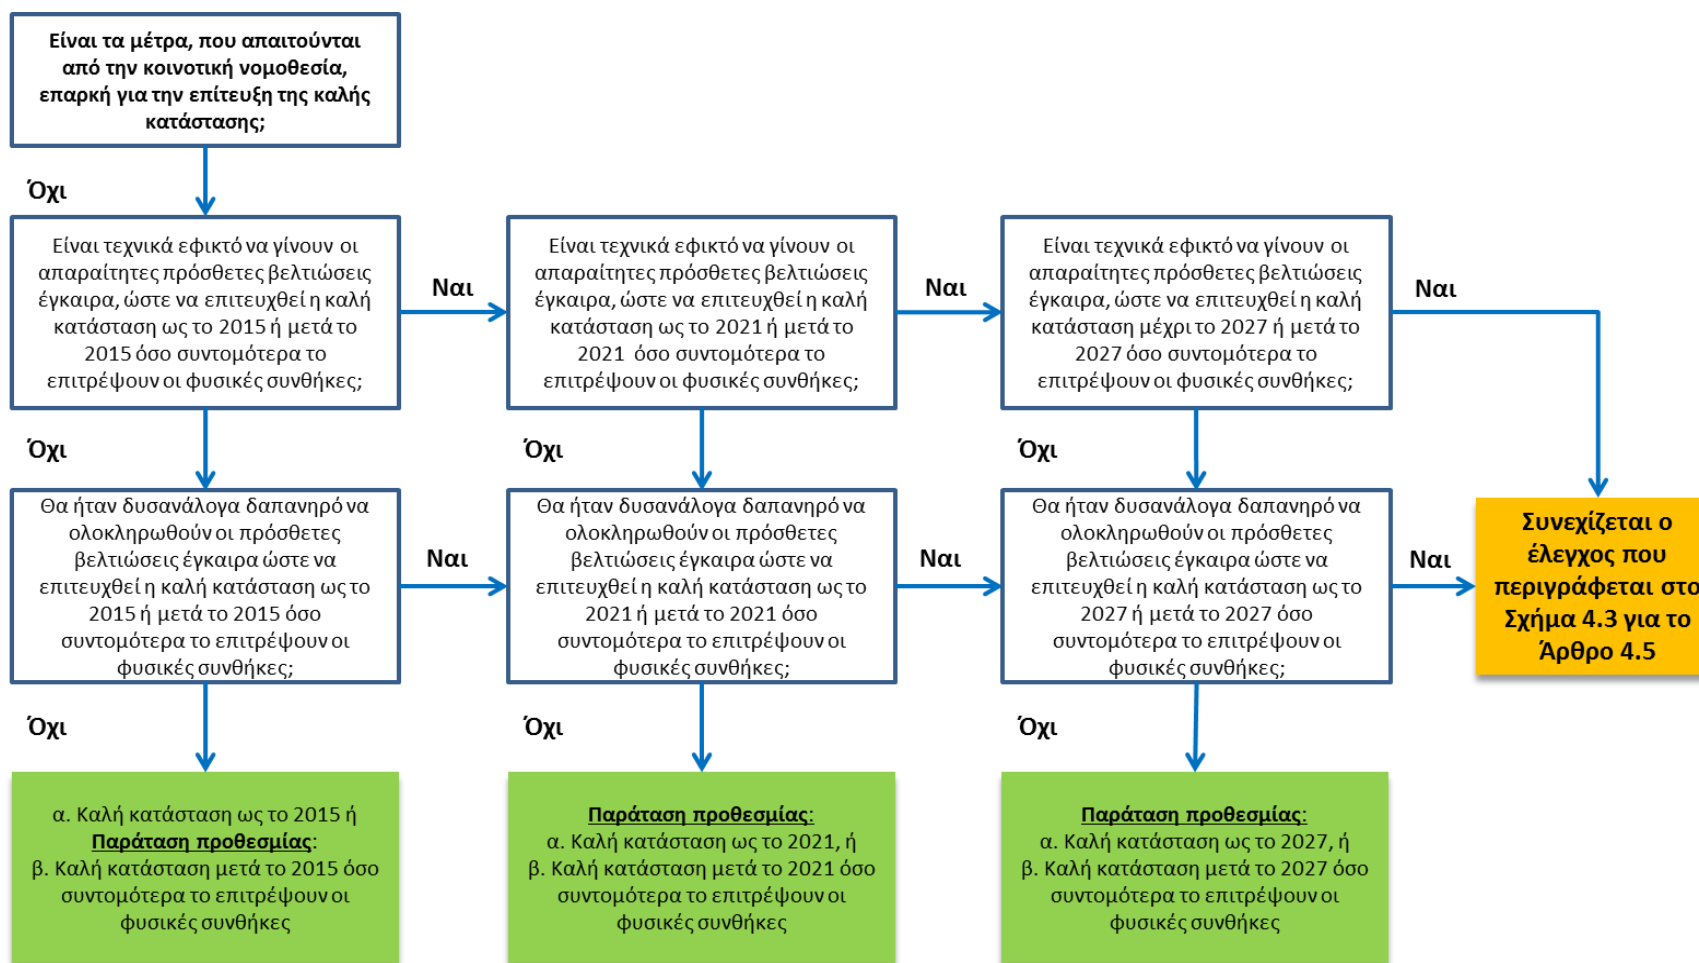 Είναι τα μέτρα, που απαιτούνται
από την κοινοτική νομοθεσία,
επαρκή για την επίτευξη της καλής
κατάστασης;
Όχι
Είναι τεχνικά εφικτό να γίνουν οι
απαραίτητες πρόσθετες βελτιώσεις
έγκαιρα, ώστε να επιτευχθεί η καλή
κατάσταση ως το 2015 ή μετά το
2015 όσο συντομότερα το
επιτρέψουν οι φυσικές συνθήκες;
Ναι
Είναι τεχνικά εφικτό να γίνουν οι
απαραίτητες πρόσθετες βελτιώσεις
έγκαιρα, ώστε να επιτευχθεί η καλή
κατάσταση ως το 2021 ή μετά το
2021 όσο συντομότερα το
επιτρέψουν οι φυσικές συνθήκες;
Ναι
Είναι τεχνικά εφικτό να γίνουν οι
απαραίτητες πρόσθετες βελτιώσεις
έγκαιρα, ώστε να επιτευχθεί η καλή
κατάσταση μέχρι το 2027 ή μετά το
2027 όσο συντομότερα το
επιτρέψουν οι φυσικές συνθήκες;
Ναι
Όχι
Όχι
Όχι
Θα ήταν δυσανάλογα δαπανηρό να
ολοκληρωθούν οι πρόσθετες
βελτιώσεις έγκαιρα ώστε να
επιτευχθεί η καλή κατάσταση ως το
2015 ή μετά το 2015 όσο
συντομότερα το επιτρέψουν οι
φυσικές συνθήκες;
Ναι
Θα ήταν δυσανάλογα δαπανηρό να
ολοκληρωθούν οι πρόσθετες
βελτιώσεις έγκαιρα ώστε να
επιτευχθεί η καλή κατάσταση ως το
2021 ή μετά το 2021 όσο
συντομότερα το επιτρέψουν οι
φυσικές συνθήκες;
Ναι
Θα ήταν δυσανάλογα δαπανηρό να
ολοκληρωθούν οι πρόσθετες
βελτιώσεις έγκαιρα ώστε να
επιτευχθεί η καλή κατάσταση ως το
2027 ή μετά το 2027 όσο
συντομότερα το επιτρέψουν οι
φυσικές συνθήκες;
Ναι
Συνεχίζεται ο
έλεγχος που
περιγράφεται στο
Σχήμα 4.3 για το
Άρθρο 4.5
Όχι
Όχι
Όχι
α. Καλή κατάσταση ως το 2015 ή
Παράταση προθεσμίας:
β. Καλή κατάσταση μετά το 2015 όσο
συντομότερα το επιτρέψουν οι
φυσικές συνθήκες
Παράταση προθεσμίας:
α. Καλή κατάσταση ως το 2021, ή
β. Καλή κατάσταση μετά το 2021 όσο
συντομότερα το επιτρέψουν οι
φυσικές συνθήκες
Παράταση προθεσμίας:
α. Καλή κατάσταση ως το 2027, ή
β. Καλή κατάσταση μετά το 2027 όσο
συντομότερα το επιτρέψουν οι
φυσικές συνθήκες